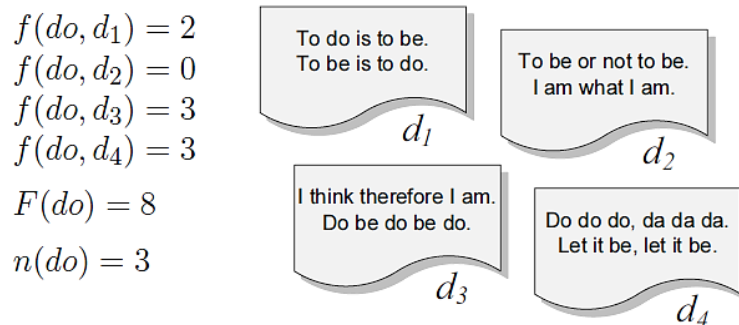 f(do, d₁) = 2
f(do, d₂) = 0
f(do, d₃) = 3
f(do, d₄) = 3
F(do) = 8
n(do) = 3
To do is to be.
To be is to do.
d₁
To be or not to be.
I am what I am.
d₂
I think therefore I am.
Do be do be do.
d₃
Do do do, da da da.
Let it be, let it be.
d₄